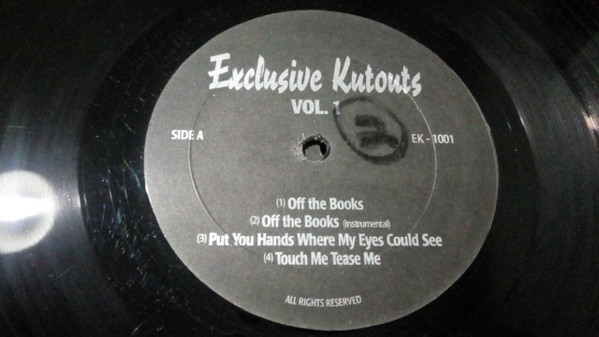 Exclusive Kutouts
VOL. 1
SIDE A
EK - 1001
(1) Off the Books
(2) Off the Books (Instrumental)
(3) Put You Hands Where My Eyes Could See
(4) Touch Me Tease Me
ALL RIGHTS RESERVED